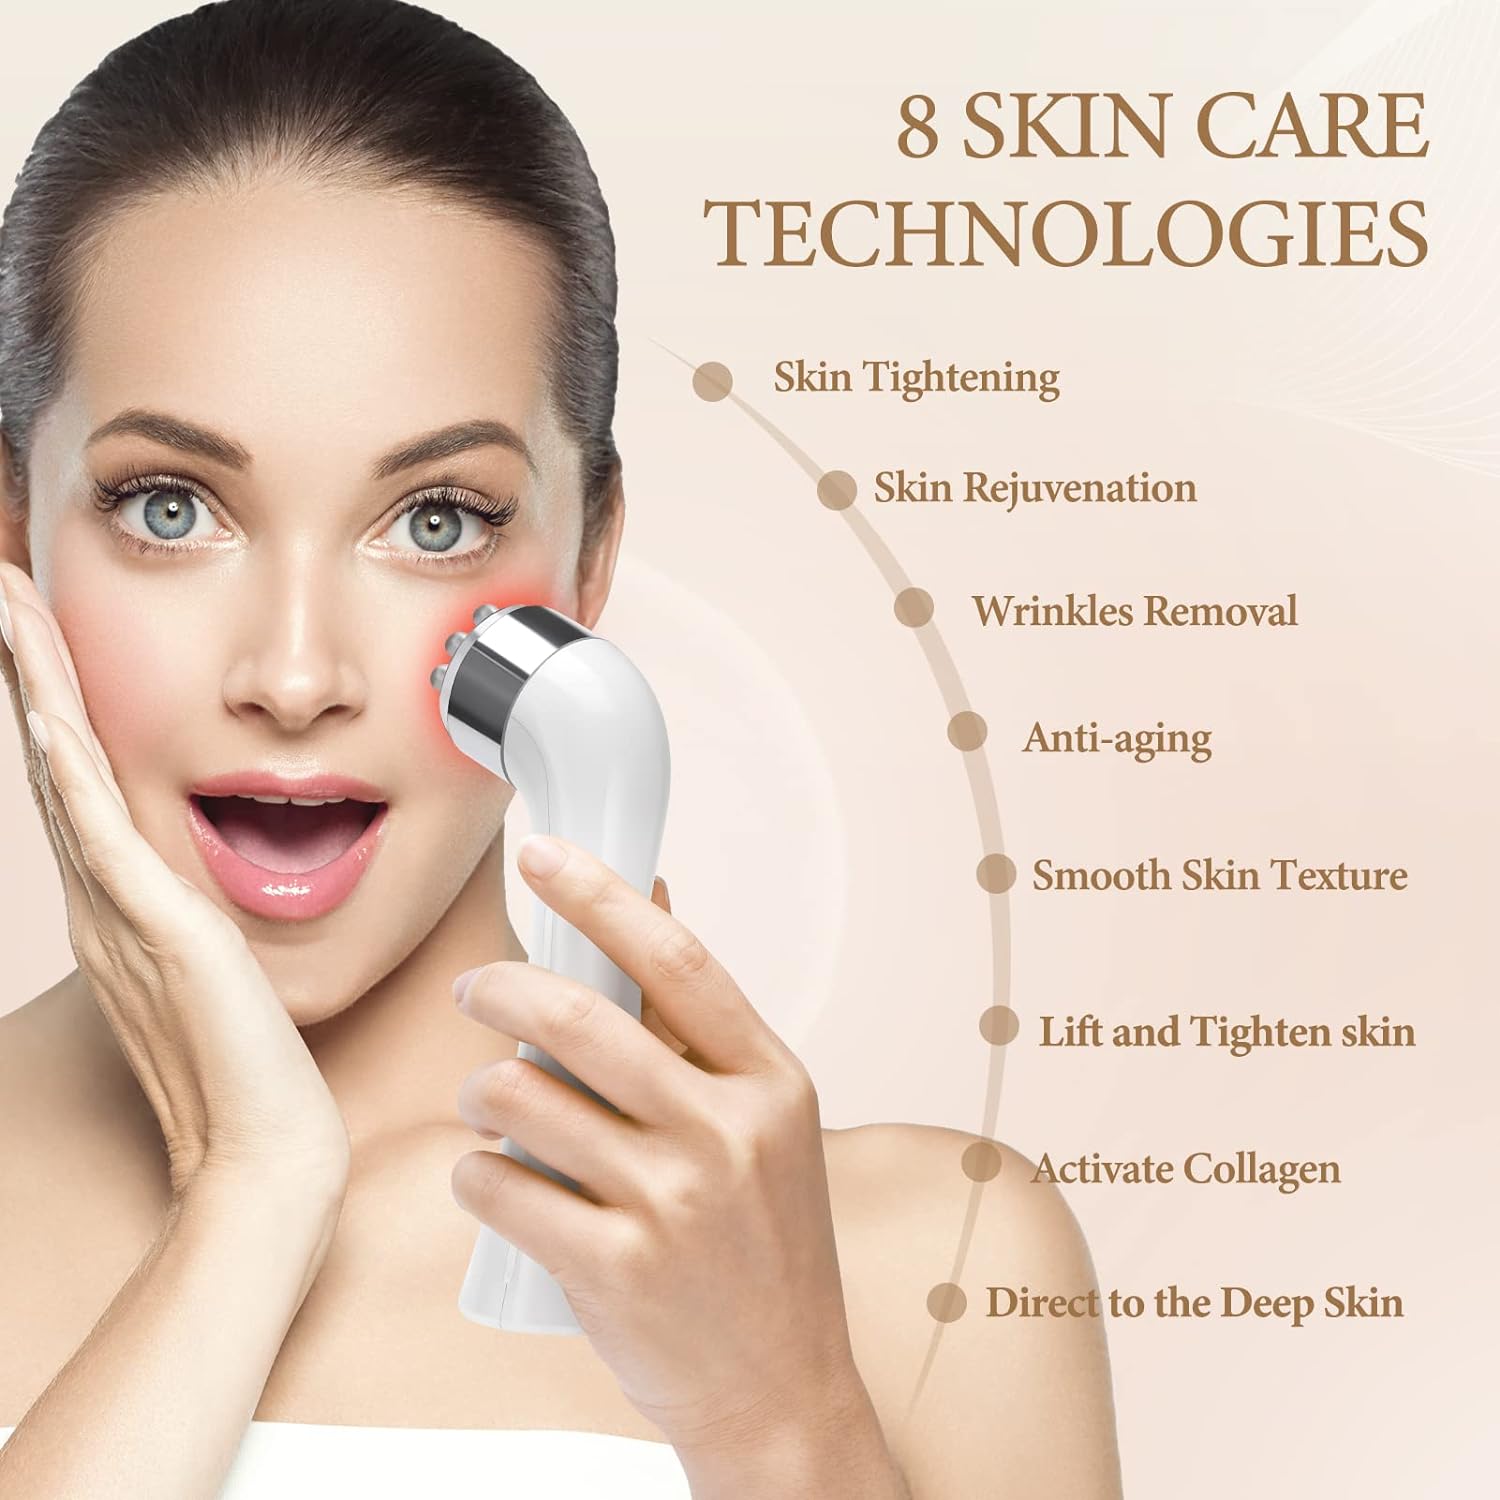 8 SKIN CARE
TECHNOLOGIES
Skin Tightening
Skin Rejuvenation
Wrinkles Removal
Anti-aging
Smooth Skin Texture
Lift and Tighten skin
Activate Collagen
Direct to the Deep Skin